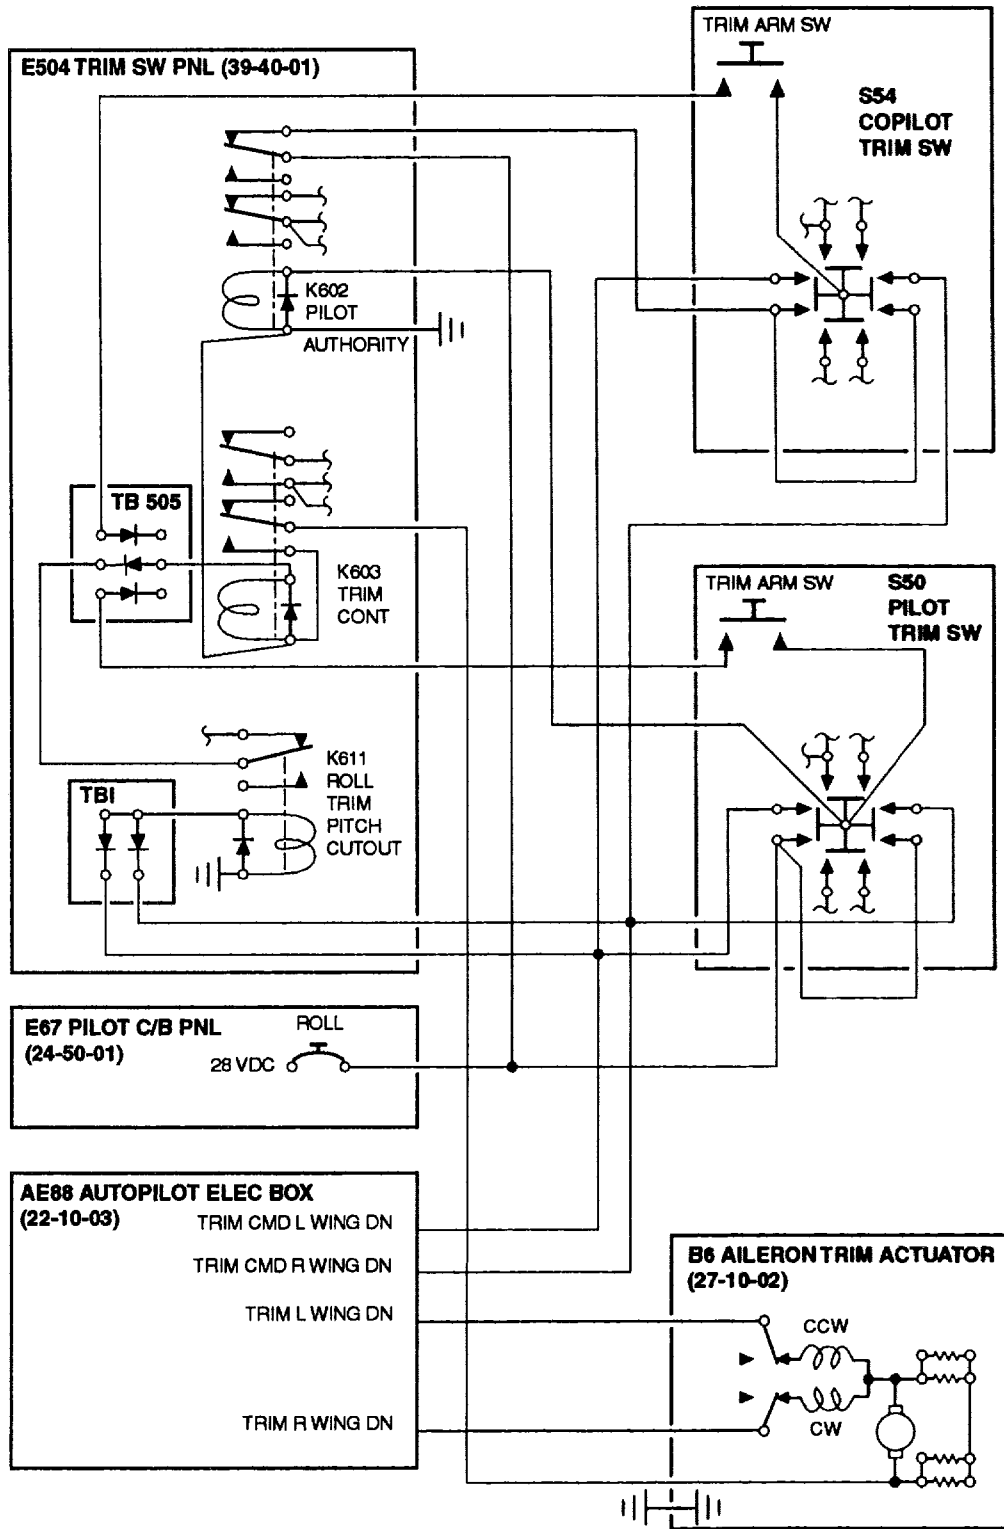 TRIM ARM SW
E504 TRIM SW PNL (39-40-01)
S54
COPILOT
TRIM SW
K602
PILOT
AUTHORITY
TB 505
K603
TRIM
CONT
TRIM ARM SW
S50
PILOT
TRIM SW
K611
ROLL
TRIM
PITCH
CUTOUT
TBI
E67 PILOT C/B PNL
(24-50-01)
ROLL
28 VDC
AE88 AUTOPILOT ELEC BOX
(22-10-03)
TRIM CMD L WING DN
TRIM CMD R WING DN
TRIM L WING DN
TRIM R WING DN
B6 AILERON TRIM ACTUATOR
(27-10-02)
CCW
CW